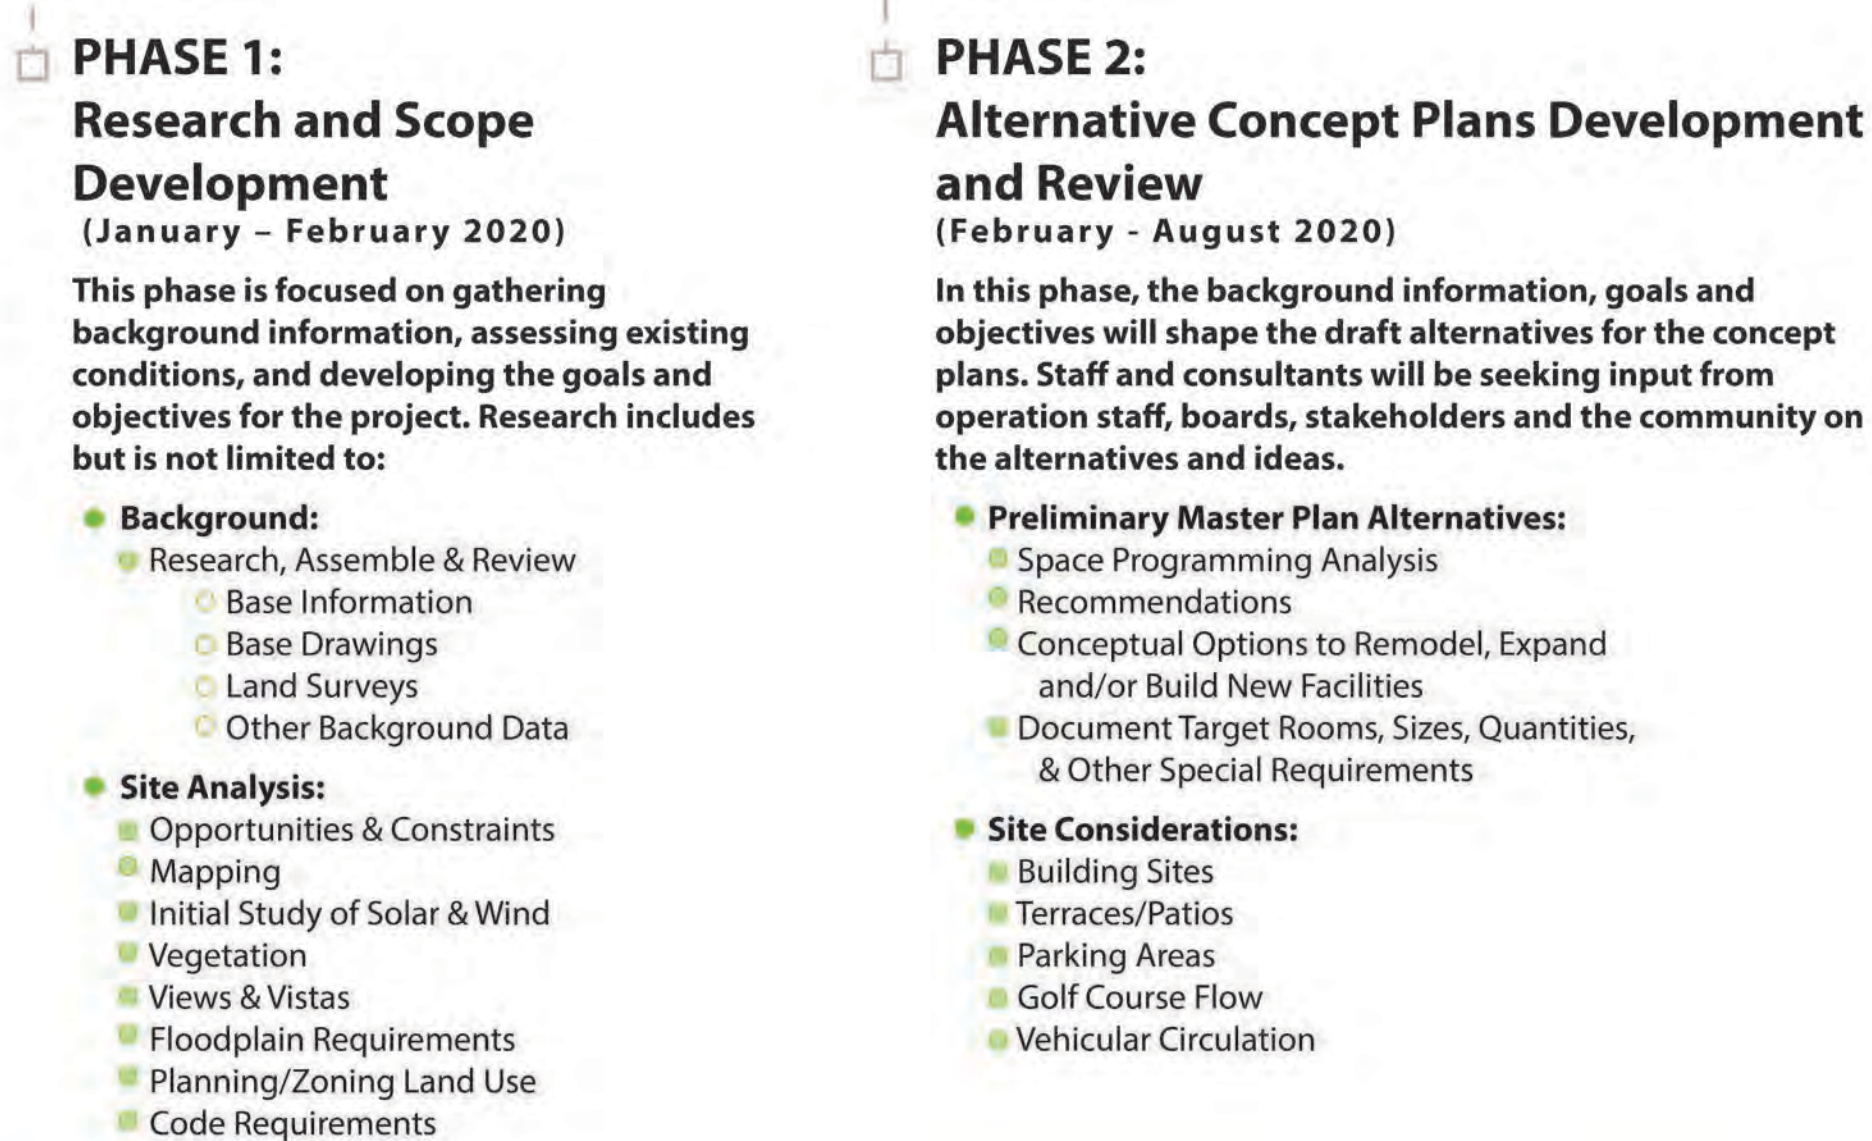 PHASE 1:
Research and Scope
Development
(January – February 2020)
This phase is focused on gathering
background information, assessing existing
conditions, and developing the goals and
objectives for the project. Research includes
but is not limited to:
Background:
Research, Assemble & Review
Base Information
Base Drawings
Land Surveys
Other Background Data
Site Analysis:
Opportunities & Constraints
Mapping
Initial Study of Solar & Wind
Vegetation
Views & Vistas
Floodplain Requirements
Planning/Zoning Land Use
Code Requirements
PHASE 2:
Alternative Concept Plans Development
and Review
(February - August 2020)
In this phase, the background information, goals and
objectives will shape the draft alternatives for the concept
plans. Staff and consultants will be seeking input from
operation staff, boards, stakeholders and the community on
the alternatives and ideas.
Preliminary Master Plan Alternatives:
Space Programming Analysis
Recommendations
Conceptual Options to Remodel, Expand
and/or Build New Facilities
Document Target Rooms, Sizes, Quantities,
& Other Special Requirements
Site Considerations:
Building Sites
Terraces/Patios
Parking Areas
Golf Course Flow
Vehicular Circulation